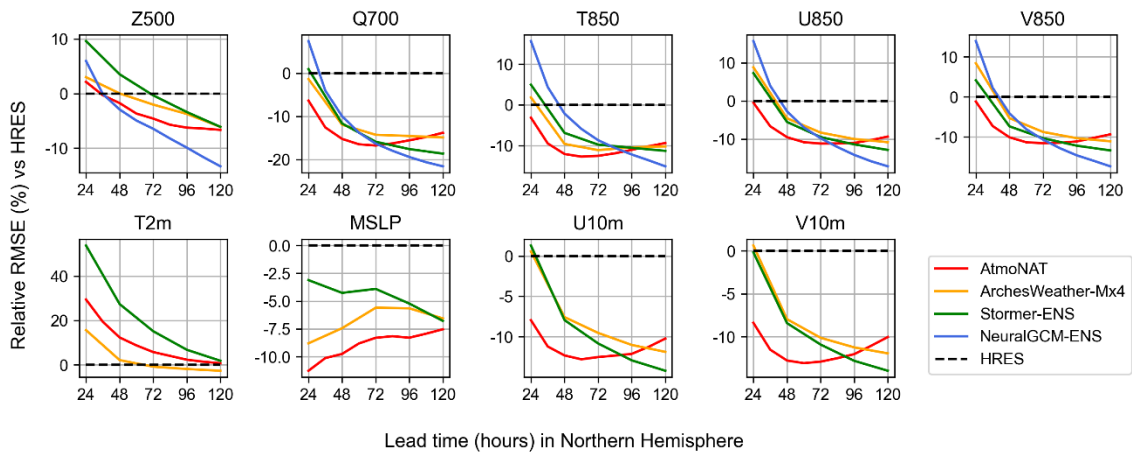 Z500
Q700
T850
U850
V850
10
0
-10
24 48 72 96 120
0
-10
-20
24 48 72 96 120
10
0
-10
24 48 72 96 120
10
0
-10
24 48 72 96 120
10
0
-10
24 48 72 96 120
Relative RMSE (%) vs HRES
T2m
MSLP
U10m
V10m
40
20
0
24 48 72 96 120
0.0
-2.5
-5.0
-7.5
-10.0
24 48 72 96 120
0
-5
-10
24 48 72 96 120
0
-5
-10
24 48 72 96 120
AtmoNAT
ArchesWeather-Mx4
Stormer-ENS
NeuralGCM-ENS
HRES
Lead time (hours) in Northern Hemisphere